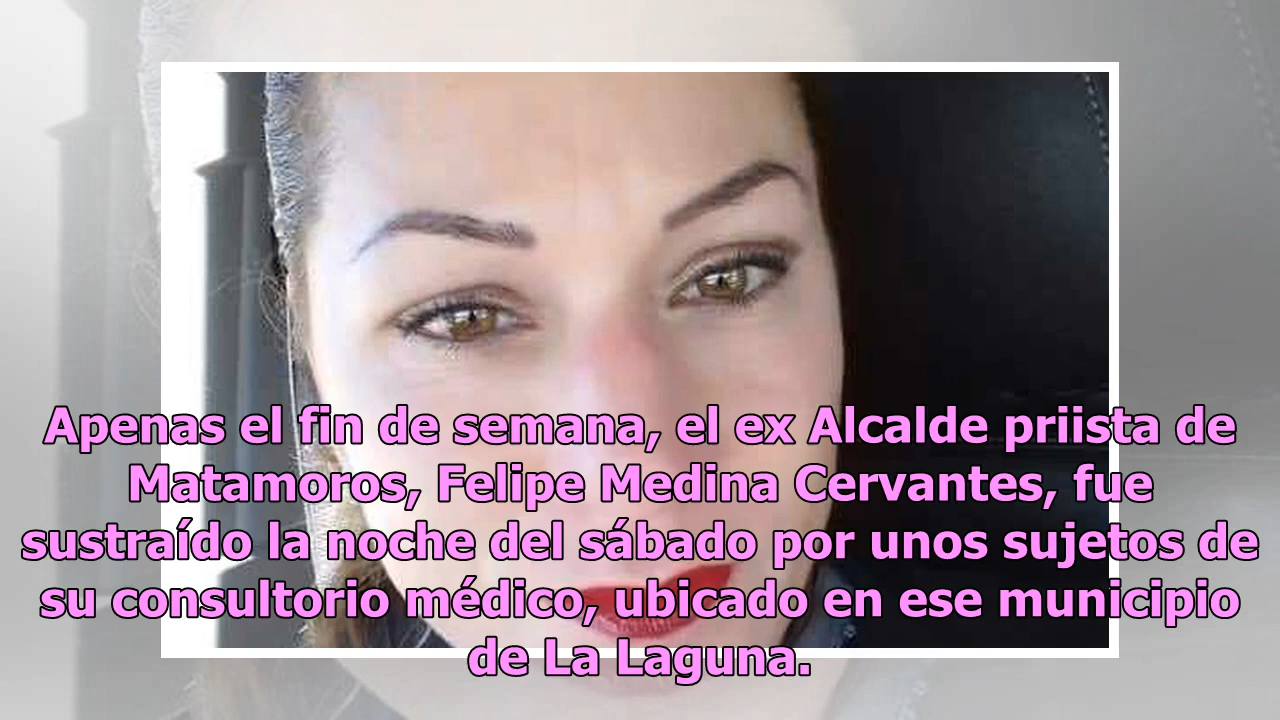 Apenas el fin de semana, el ex Alcalde priista de
Matamoros, Felipe Medina Cervantes, fue
sustraído la noche del sábado por unos sujetos de
su consultorio médico, ubicado en ese municipio
de La Laguna.